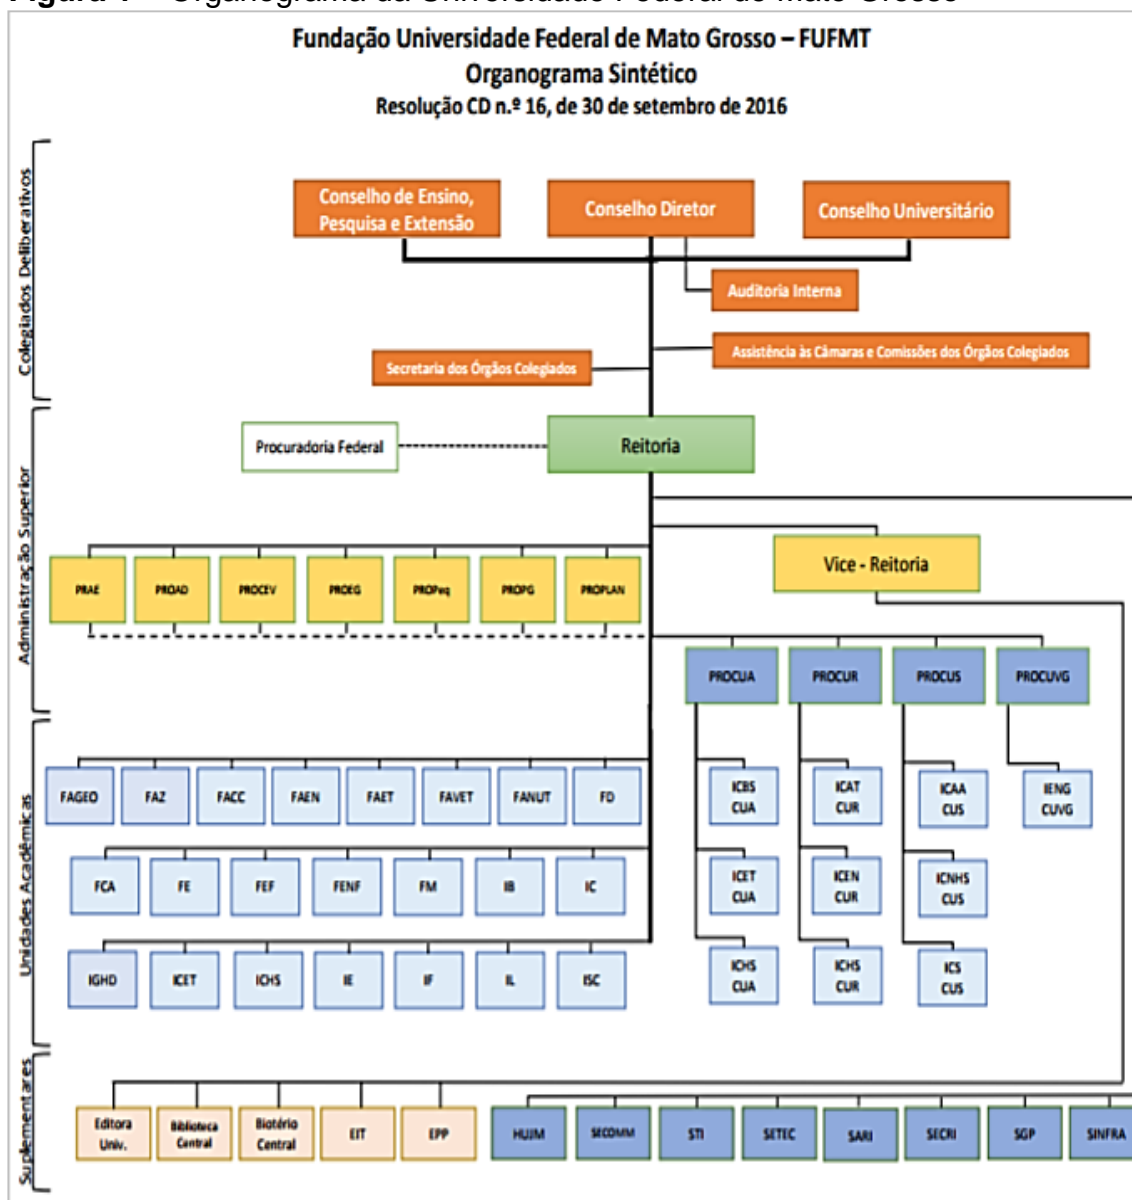 Figura 1 – Organograma da Universidade Federal de Mato Grosso
Fundação Universidade Federal de Mato Grosso – FUFMT
Organograma Sintético
Resolução CD n.º 16, de 30 de setembro de 2016
Colegiados Deliberativos
Conselho de Ensino,
Pesquisa e Extensão
Conselho Diretor
Conselho Universitário
Auditoria Interna
Assistência às Câmaras e Comissões dos Órgãos Colegiados
Secretaria dos Órgãos Colegiados
Administração Superior
Procuradoria Federal
Reitoria
Vice - Reitoria
PRAE
PROAD
PROCEV
PROEG
PROPeq
PROPG
PROPLAN
PROCUA
PROCUR
PROCUS
PROCUVG
Unidades Acadêmicas
FAGEO
FAZ
FACC
FAEN
FAET
FAVET
FANUT
FD
ICBS
CUA
ICAT
CUR
ICAA
CUS
IENG
CUVG
FCA
FE
FEF
FENF
FM
IB
IC
ICET
CUA
ICEN
CUR
ICNHS
CUS
IGHD
ICET
ICHS
IE
IF
IL
ISC
ICHS
CUA
ICHS
CUR
ICS
CUS
Suplementares
Editora
Univ.
Biblioteca
Central
Biotério
Central
EIT
EPP
HUJM
SECOMM
STI
SETEC
SARI
SECRI
SGP
SINFRA